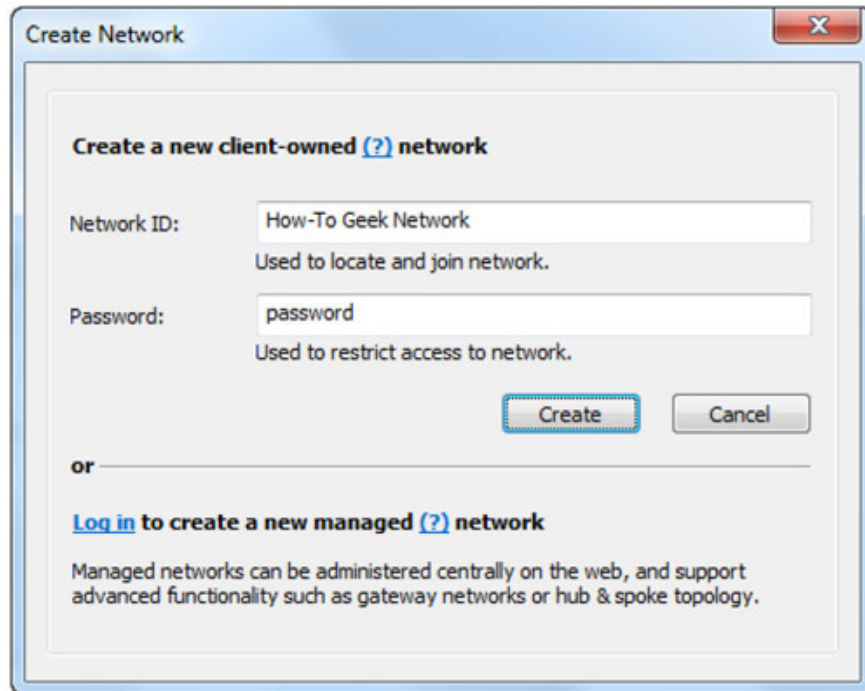 Create Network
Create a new client-owned (?) network
Network ID: How-To Geek Network
Used to locate and join network.
Password: password
Used to restrict access to network.
Create Cancel
or
Log in to create a new managed (?) network
Managed networks can be administered centrally on the web, and support
advanced functionality such as gateway networks or hub & spoke topology.